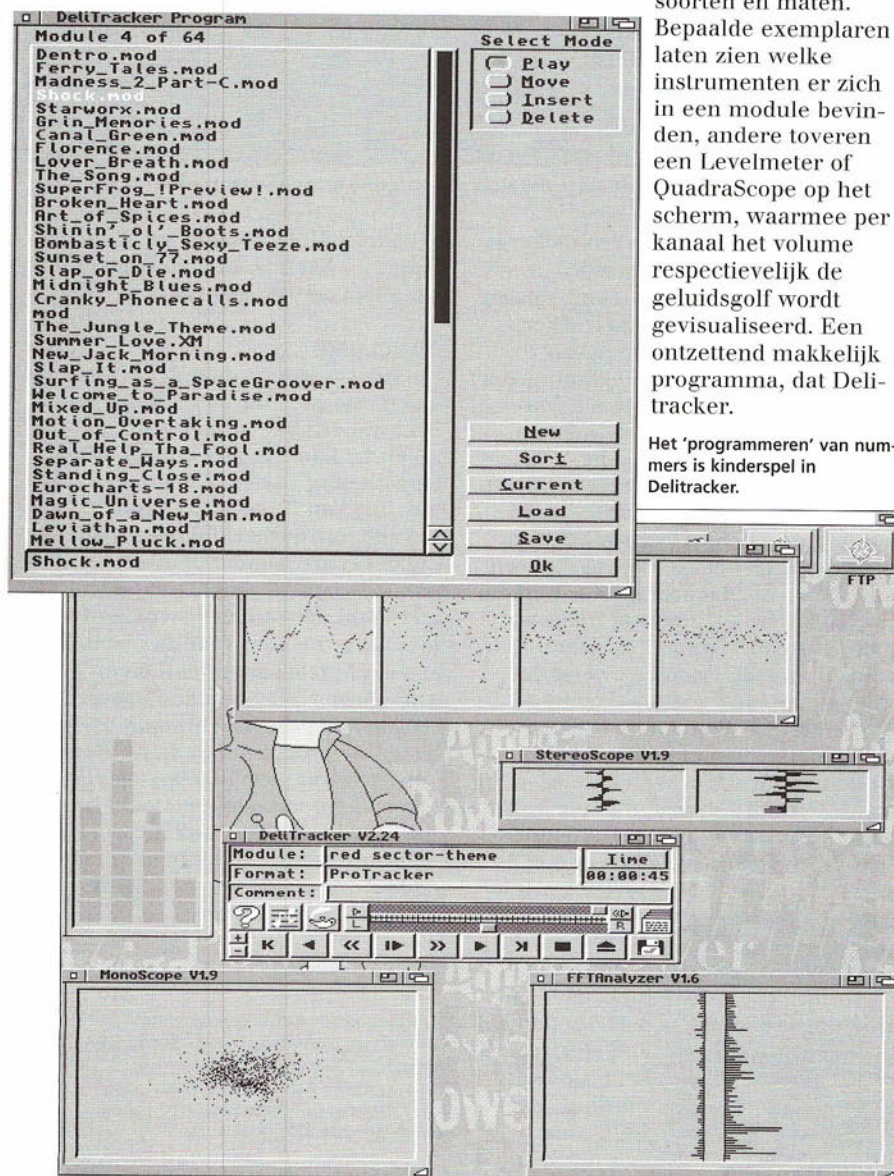 DeliTracker Program
Module 4 of 64
Dentro.mod
Ferry_Tales.mod
Madness_2_Part-C.mod
Shock.mod
Starworx.mod
Grin_Memories.mod
Canal_Green.mod
Florence.mod
Lover_Breath.mod
The_Song.mod
SuperFrog_!Preview!.mod
Broken_Heart.mod
Art_of_Spices.mod
Shinin'_ol'_Boots.mod
Bombasticly_Sexy_Teeze.mod
Sunset_on_77.mod
Slap_or_Die.mod
Midnight_Blues.mod
Cranky_Phonecalls.mod
mod
The_Jungle_Theme.mod
Summer_Love.XM
New_Jack_Morning.mod
Slap_It.mod
Surfing_as_a_SpaceGroover.mod
Welcome_to_Paradise.mod
Mixed_Up.mod
Motion_Overtaking.mod
Out_of_Control.mod
Real_Help_Tha_Fool.mod
Separate_Ways.mod
Standing_Close.mod
Eurocharts-18.mod
Magic_Universe.mod
Dawn_of_a_New_Man.mod
Leviathan.mod
Mellow_Pluck.mod
Shock.mod
Select Mode
Play
Move
Insert
Delete
New
Sort
Current
Load
Save
Ok
soorten en maten.
Bepaalde exemplaren
laten zien welke
instrumenten er zich
in een module bevin-
den, andere toveren
een Levelmeter of
QuadraScope op het
scherm, waarmee per
kanaal het volume
respectievelijk de
geluidsgolf wordt
gevisualiseerd. Een
ontzettend makkelijk
programma, dat Deli-
tracker.
Het 'programmeren' van num-
mers is kinderspel in
Delitracker.
FTP
StereoScope V1.9
DeliTracker V2.24
Module: red sector-theme Time
Format: ProTracker 00:00:45
Comment:
L R
MonoScope V1.9
FFTAnalyzer V1.6